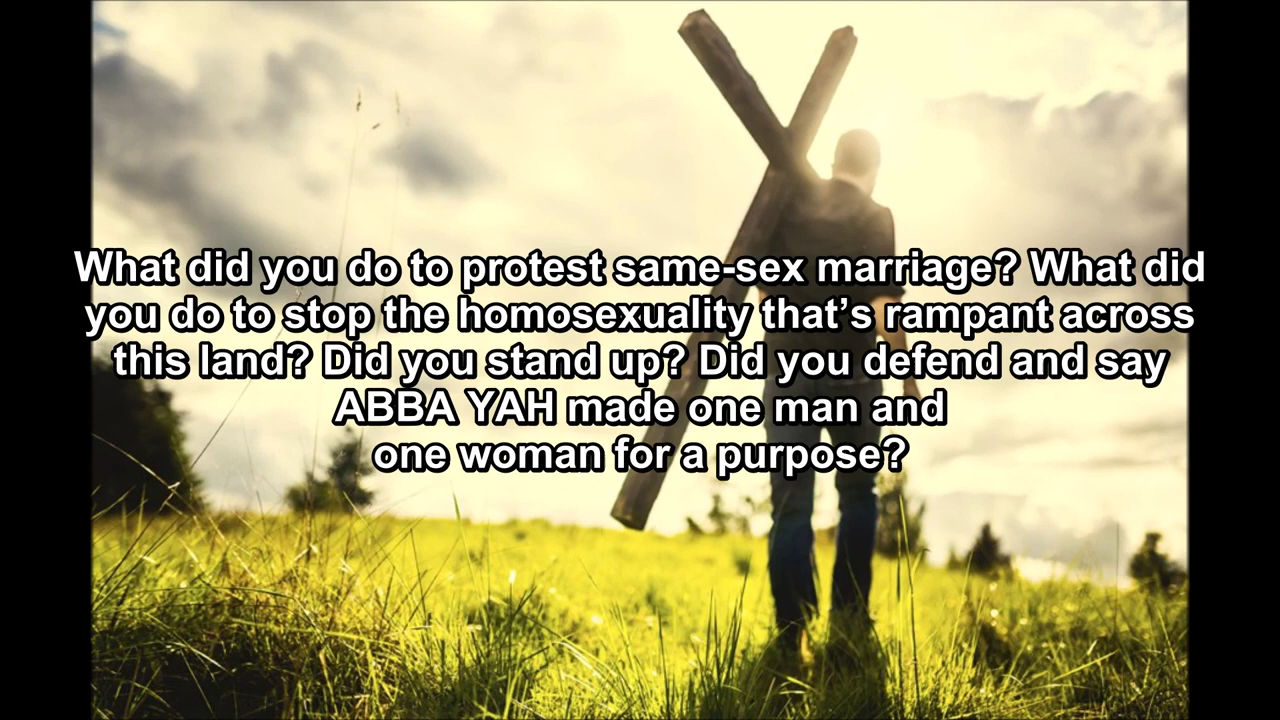 What did you do to protest same-sex marriage? What did
you do to stop the homosexuality that’s rampant across
this land? Did you stand up? Did you defend and say
ABBA YAH made one man and
one woman for a purpose?